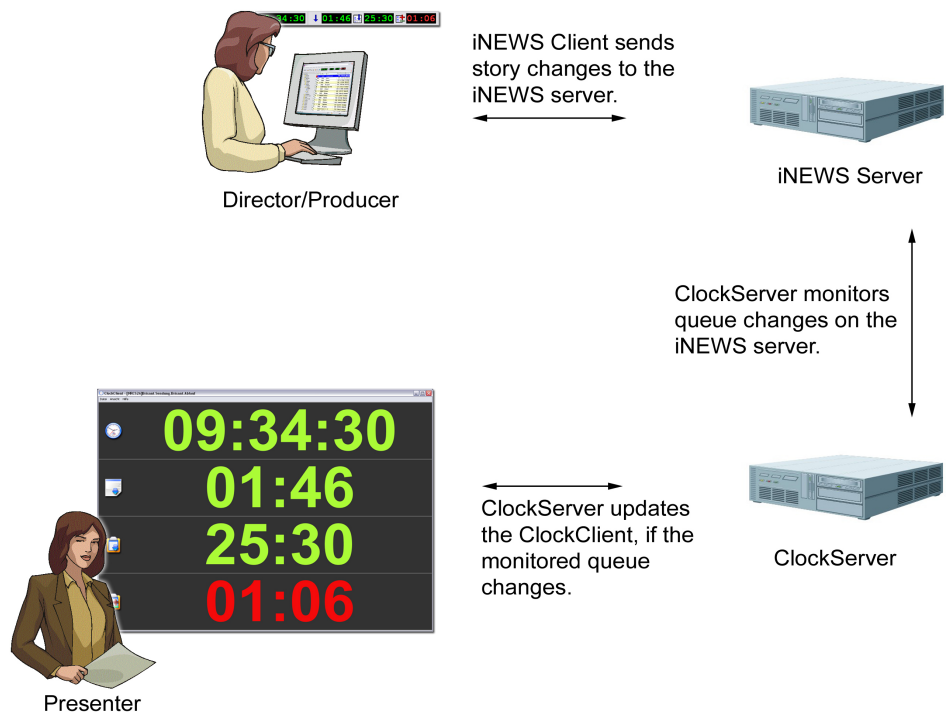 34:30 01:46 25:30 01:06
iNEWS Client sends
story changes to the
iNEWS server.
iNEWS Server
Director/Producer
ClockServer monitors
queue changes on the
iNEWS server.
09:34:30
01:46
25:30
01:06
ClockServer updates
the ClockClient, if the
monitored queue
changes.
ClockServer
Presenter